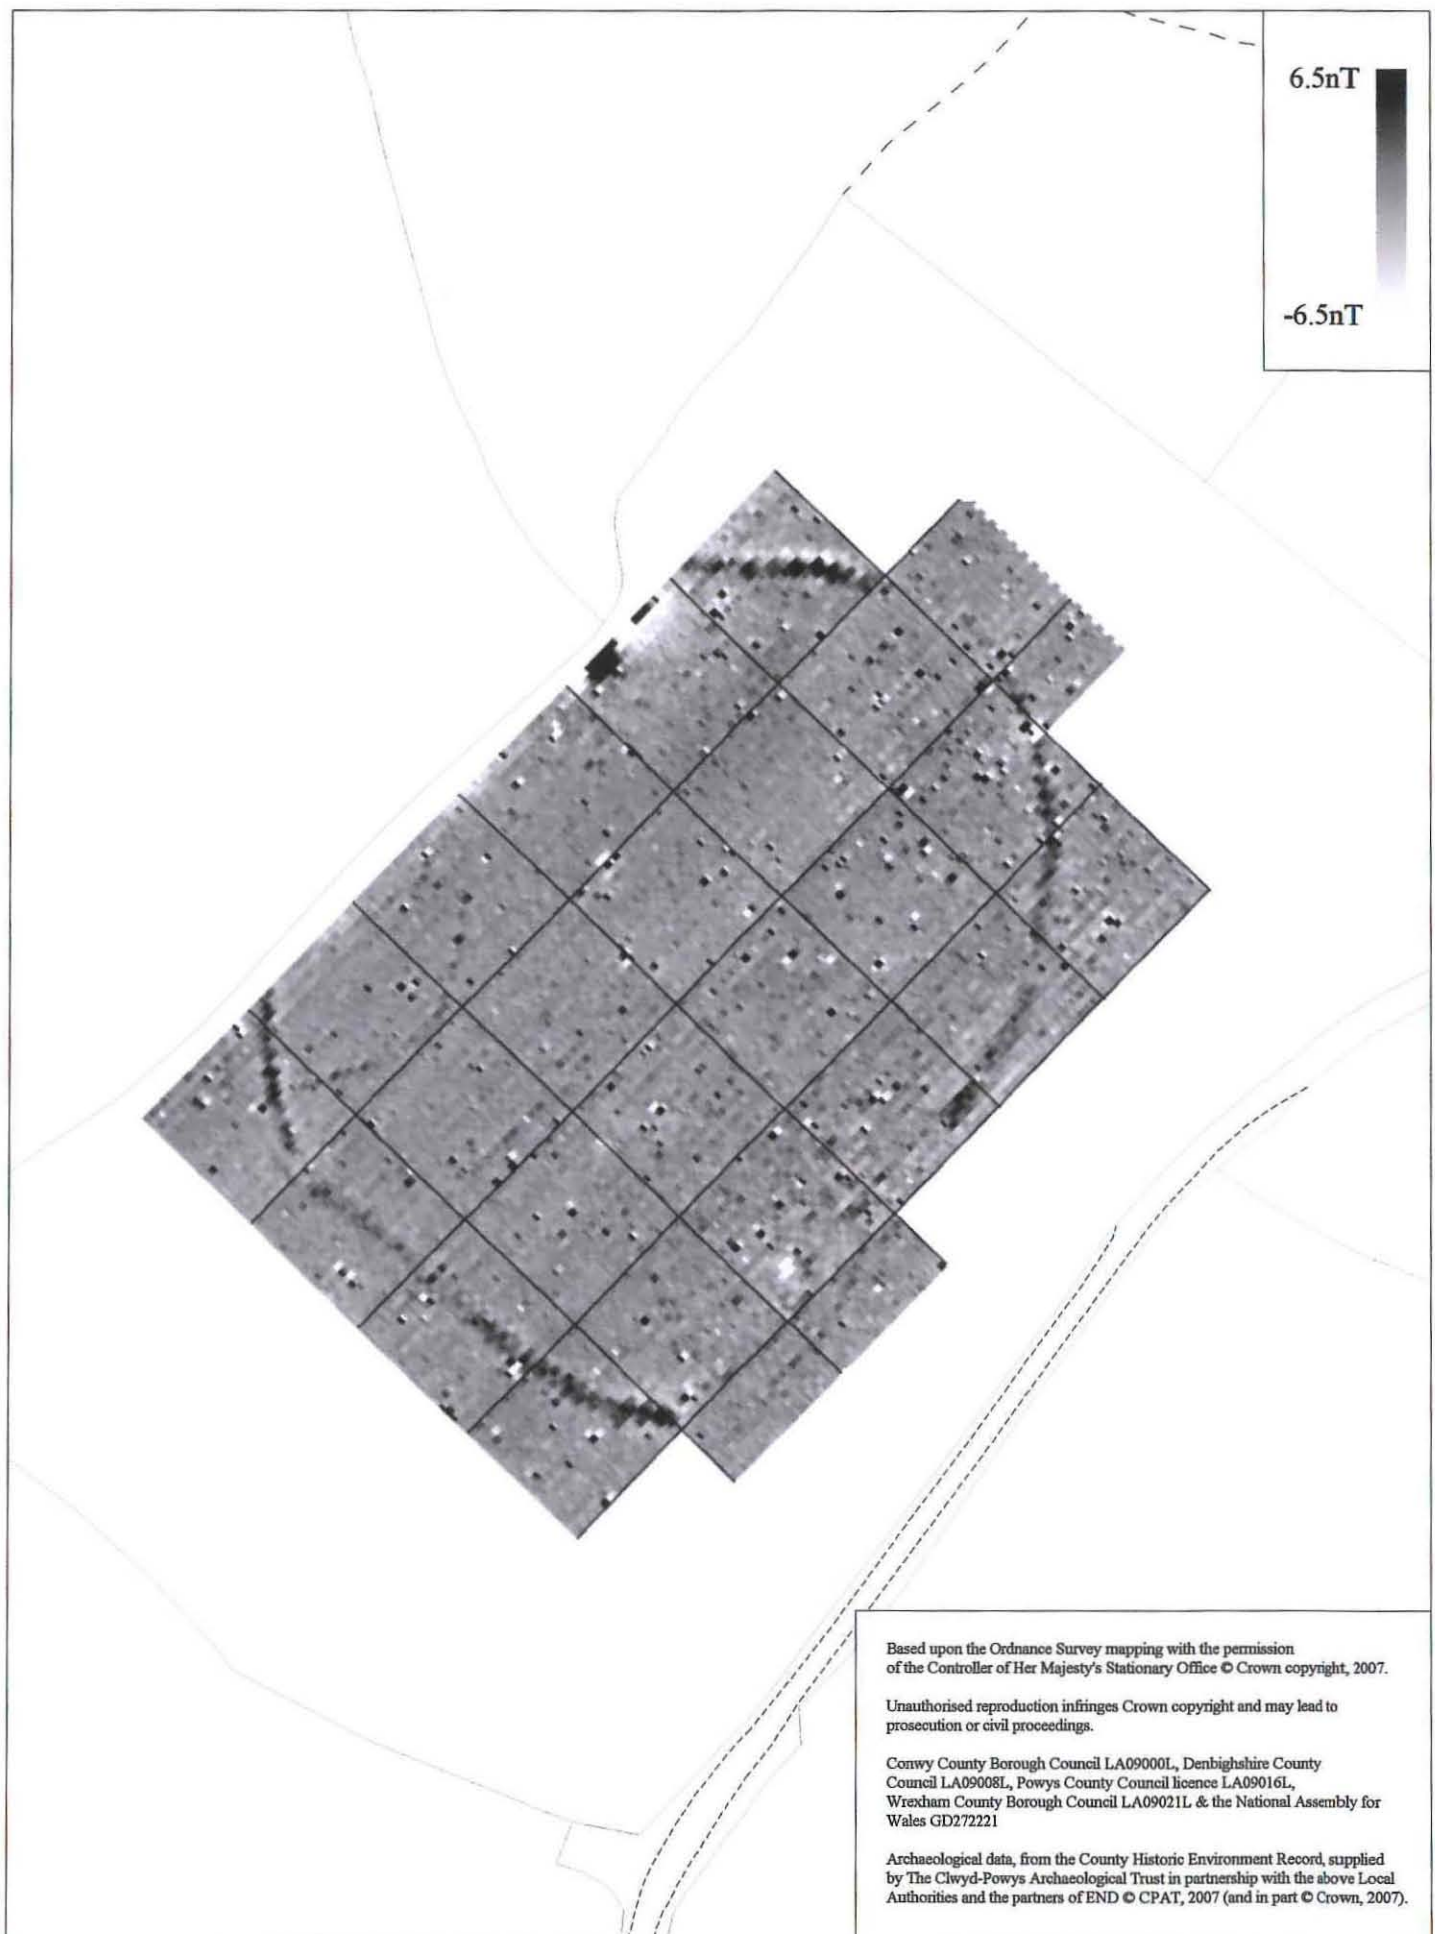 6.5nT
-6.5nT
Based upon the Ordnance Survey mapping with the permission
of the Controller of Her Majesty's Stationary Office © Crown copyright, 2007.
Unauthorised reproduction infringes Crown copyright and may lead to
prosecution or civil proceedings.
Conwy County Borough Council LA09000L, Denbighshire County
Council LA09008L, Powys County Council licence LA09016L,
Wrexham County Borough Council LA09021L & the National Assembly for
Wales GD272221
Archaeological data, from the County Historic Environment Record, supplied
by The Clwyd-Powys Archaeological Trust in partnership with the above Local
Authorities and the partners of END © CPAT, 2007 (and in part © Crown, 2007).